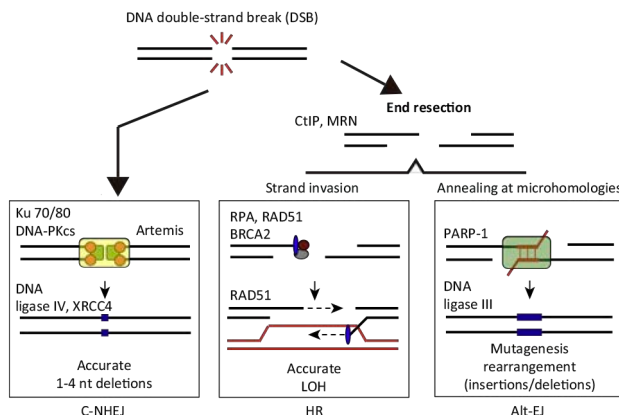 DNA double-strand break (DSB)
End resection
CtIP, MRN
Strand invasion
Annealing at microhomologies
Ku 70/80
DNA-PKcs
Artemis
DNA
ligase IV, XRCC4
Accurate
1-4 nt deletions
C-NHEJ
RPA, RAD51
BRCA2
RAD51
Accurate
LOH
HR
PARP-1
DNA
ligase III
Mutagenesis
rearrangement
(insertions/deletions)
Alt-EJ